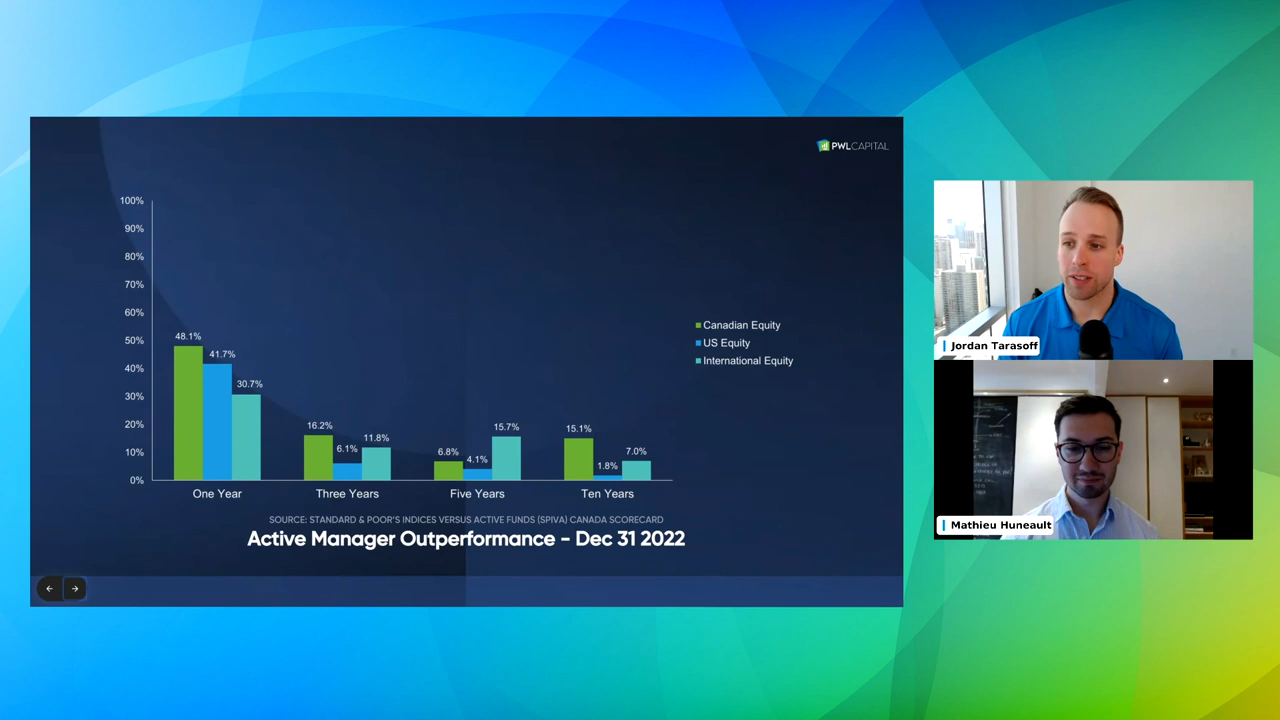 PWLCAPITAL
100%
90%
80%
70%
60%
50%
40%
30%
20%
10%
0%
48.1%
41.7%
30.7%
16.2%
6.1%
11.8%
6.8%
4.1%
15.7%
15.1%
1.8%
7.0%
One Year
Three Years
Five Years
Ten Years
Canadian Equity
US Equity
International Equity
SOURCE: STANDARD & POOR'S INDICES VERSUS ACTIVE FUNDS (SPIVA) CANADA SCORECARD
Active Manager Outperformance - Dec 31 2022
Jordan Tarasoff
Mathieu Huneault